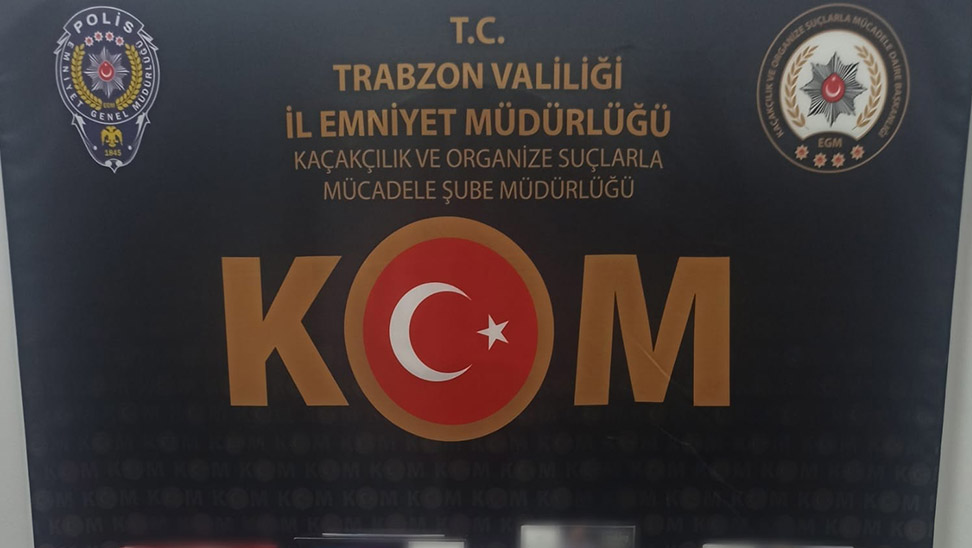 POLİS
EMNİYET GENEL MÜDÜRLÜĞÜ
1845
T.C.
TRABZON VALİLİĞİ
İL EMNİYET MÜDÜRLÜĞÜ
KAÇAKÇILIK VE ORGANİZE SUÇLARLA
MÜCADELE ŞUBE MÜDÜRLÜĞÜ
KAÇAKÇILIK VE ORGANİZE SUÇLARLA MÜCADELE DAİRE BAŞKANLIĞI
EGM
KOM